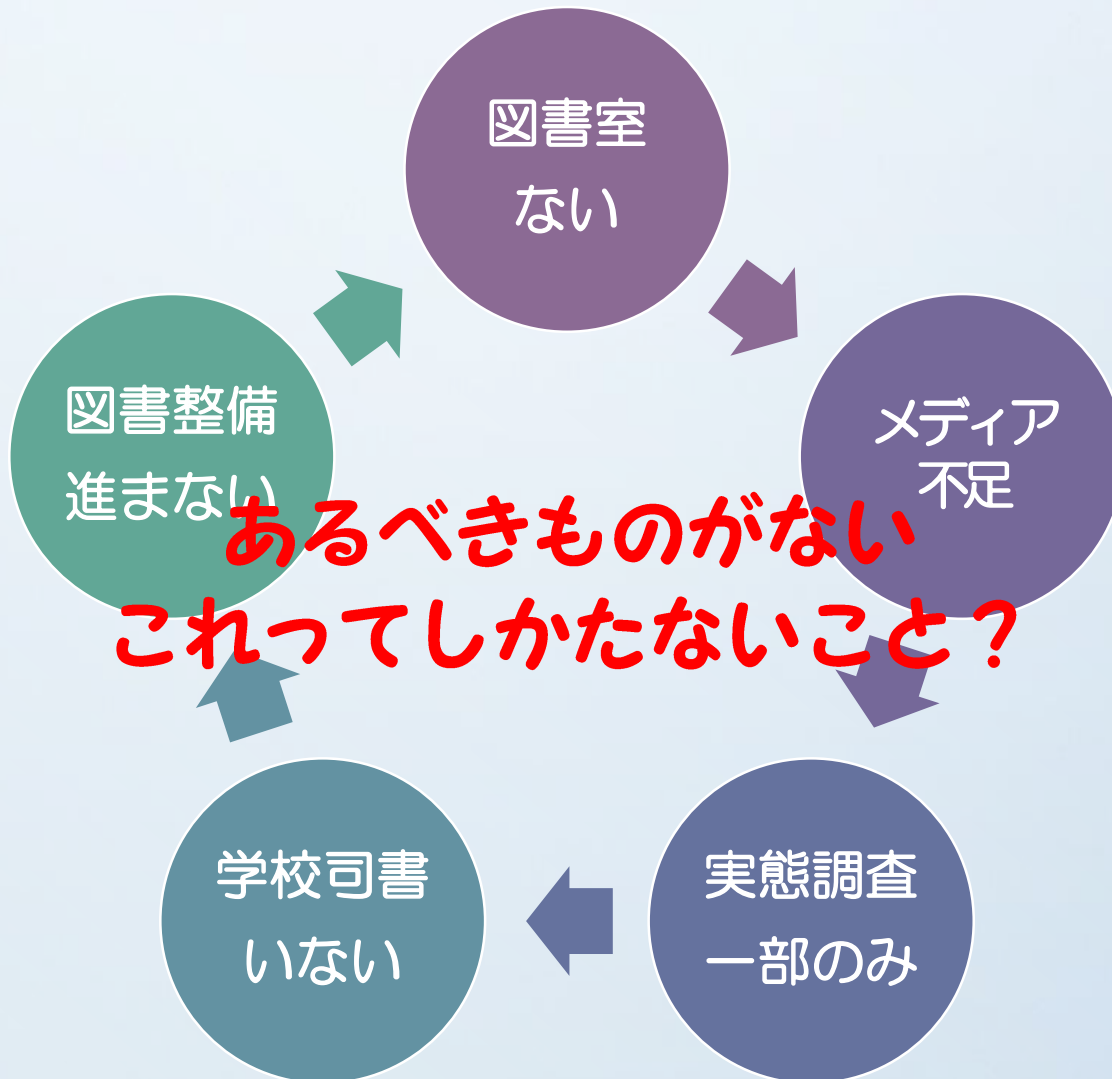 図書室
ない
メディア
不足
実態調査
一部のみ
学校司書
いない
図書整備
進まない
あるべきものがない
これってしかたないこと？